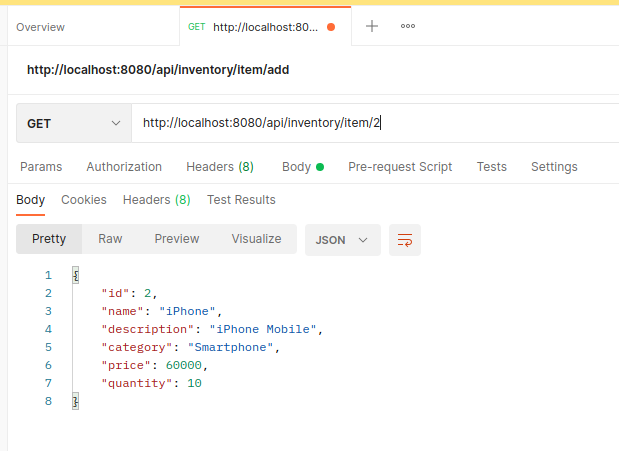 Overview
GET http://localhost:80...
http://localhost:8080/api/inventory/item/add
GET http://localhost:8080/api/inventory/item/2
Params Authorization Headers (8) Body Pre-request Script Tests Settings
Body Cookies Headers (8) Test Results
Pretty Raw Preview Visualize JSON
1 {
2 "id": 2,
3 "name": "iPhone",
4 "description": "iPhone Mobile",
5 "category": "Smartphone",
6 "price": 60000,
7 "quantity": 10
8 }